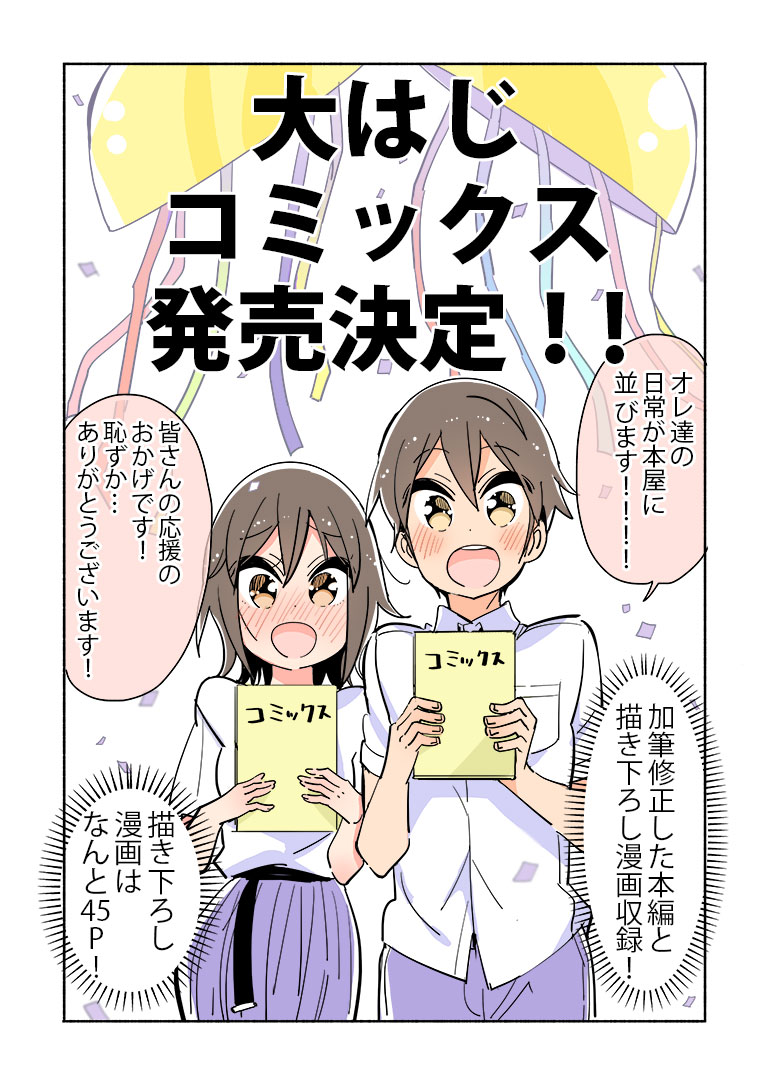 大はじ
コミックス
発売決定！！
オレ達の
日常が本屋に
並びます！！！！
皆さんの応援の
おかげです！
恥ずか…
ありがとうございます！
コミックス
コミックス
加筆修正した本編と
描き下ろし漫画収録！
描き下ろし
漫画は
なんと45P！